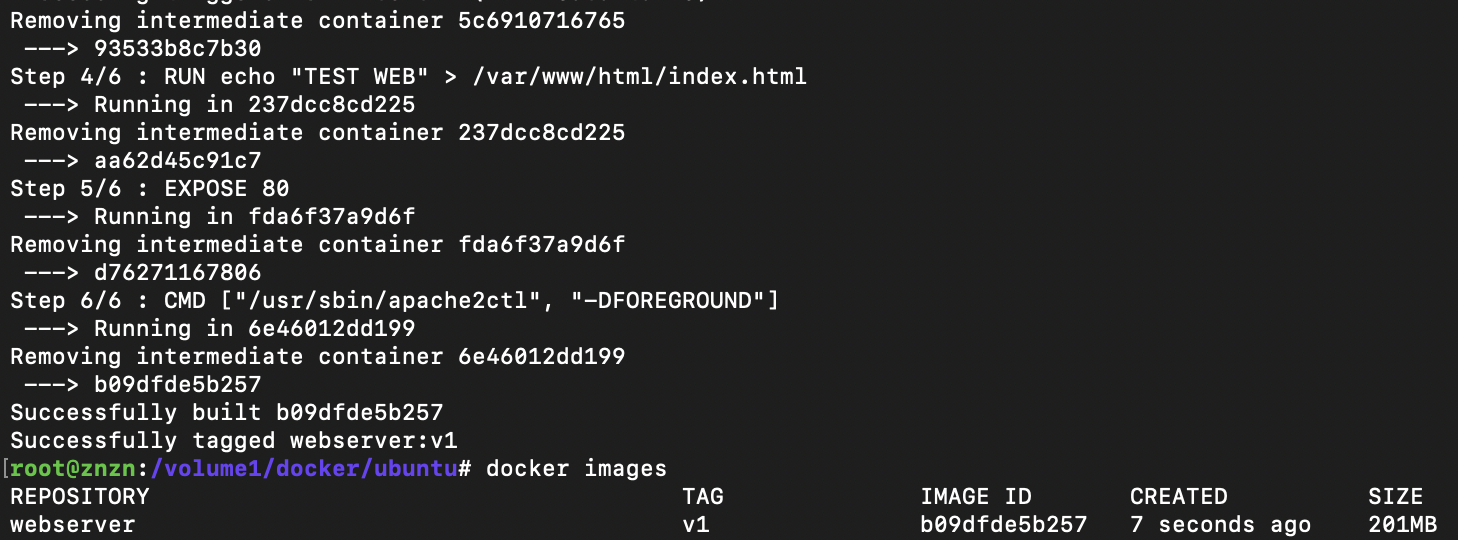 Removing intermediate container 5c6910716765
---> 93533b8c7b30
Step 4/6 : RUN echo "TEST WEB" > /var/www/html/index.html
---> Running in 237dcc8cd225
Removing intermediate container 237dcc8cd225
---> aa62d45c91c7
Step 5/6 : EXPOSE 80
---> Running in fda6f37a9d6f
Removing intermediate container fda6f37a9d6f
---> d76271167806
Step 6/6 : CMD ["/usr/sbin/apache2ctl", "-DFOREGROUND"]
---> Running in 6e46012dd199
Removing intermediate container 6e46012dd199
---> b09dfde5b257
Successfully built b09dfde5b257
Successfully tagged webserver:v1
[root@znzn:/volume1/docker/ubuntu# docker images
REPOSITORY TAG IMAGE ID CREATED SIZE
webserver v1 b09dfde5b257 7 seconds ago 201MB